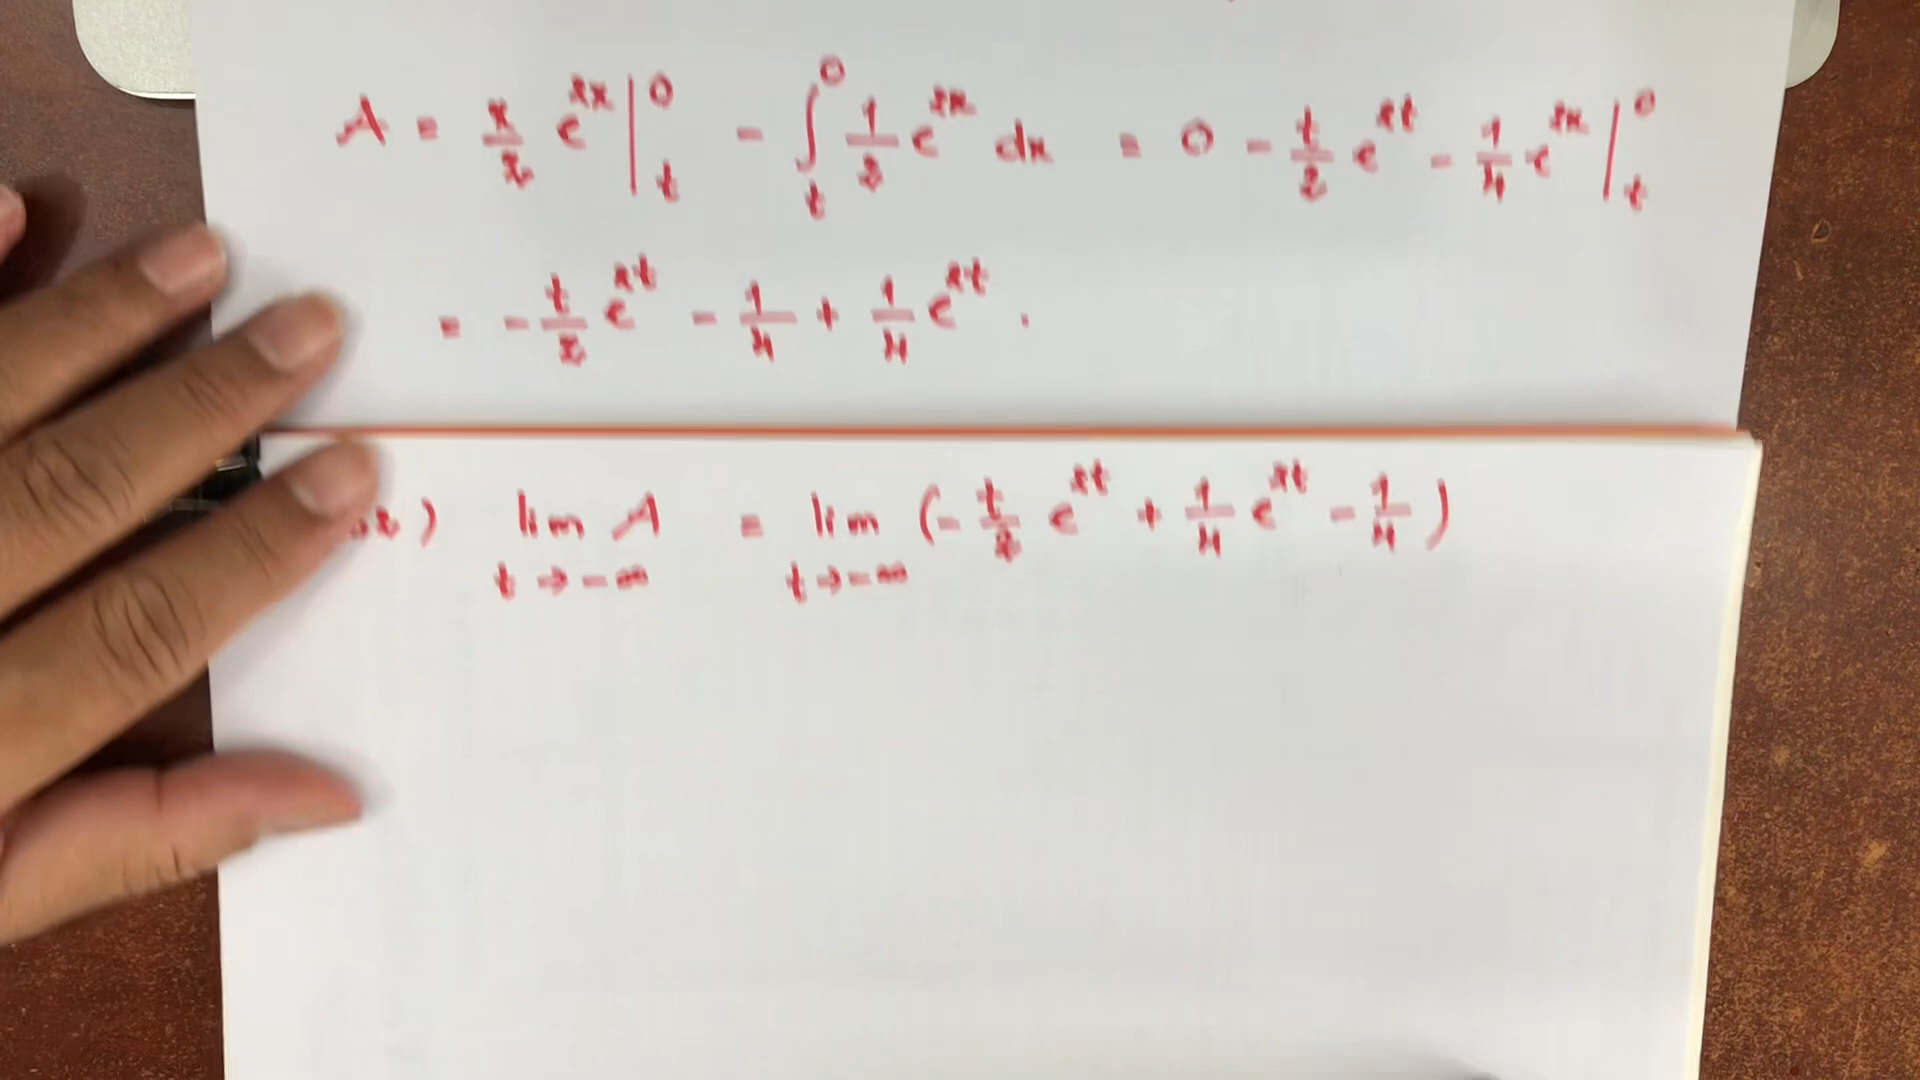 A = x/2 e^2x |_t^0 - ∫_t^0 1/2 e^2x dx = 0 - t/2 e^2t - 1/4 e^2x |_t^0
= -t/2 e^2t - 1/4 + 1/4 e^2t .
2) lim_{t→-∞} A = lim_{t→-∞} (-t/2 e^2t + 1/4 e^2t - 1/4)